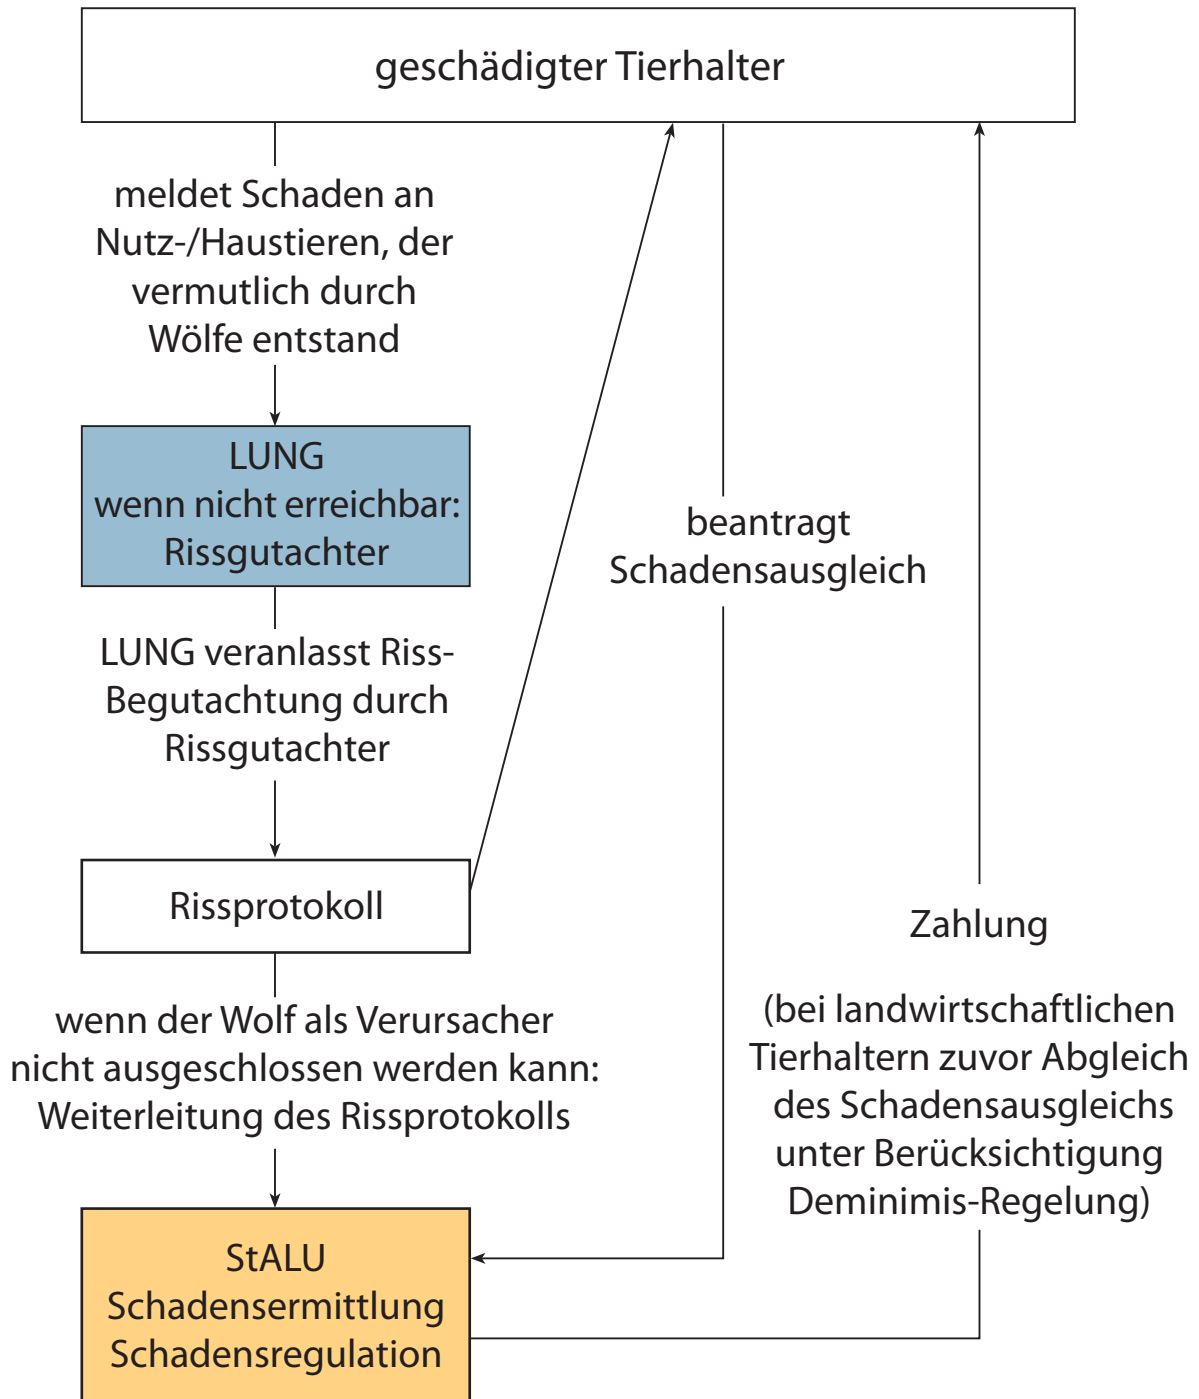 geschädigter Tierhalter
meldet Schaden an
Nutz-/Haustieren, der
vermutlich durch
Wölfe entstand
LUNG
wenn nicht erreichbar:
Rissgutachter
LUNG veranlasst Riss-
Begutachtung durch
Rissgutachter
Rissprotokoll
wenn der Wolf als Verursacher
nicht ausgeschlossen werden kann:
Weiterleitung des Rissprotokolls
StALU
Schadensermittlung
Schadensregulation
beantragt
Schadensausgleich
Zahlung
(bei landwirtschaftlichen
Tierhaltern zuvor Abgleich
des Schadensausgleichs
unter Berücksichtigung
Deminimis-Regelung)